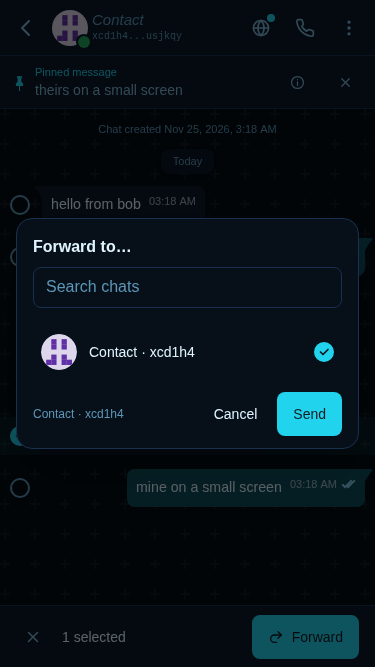 Contact
xcd1h4...usjkqy
Pinned message
theirs on a small screen
Chat created Nov 25, 2026, 3:18 AM
Today
hello from bob 03:18 AM
Forward to…
Search chats
Contact · xcd1h4
Contact · xcd1h4 Cancel Send
mine on a small screen 03:18 AM
1 selected Forward